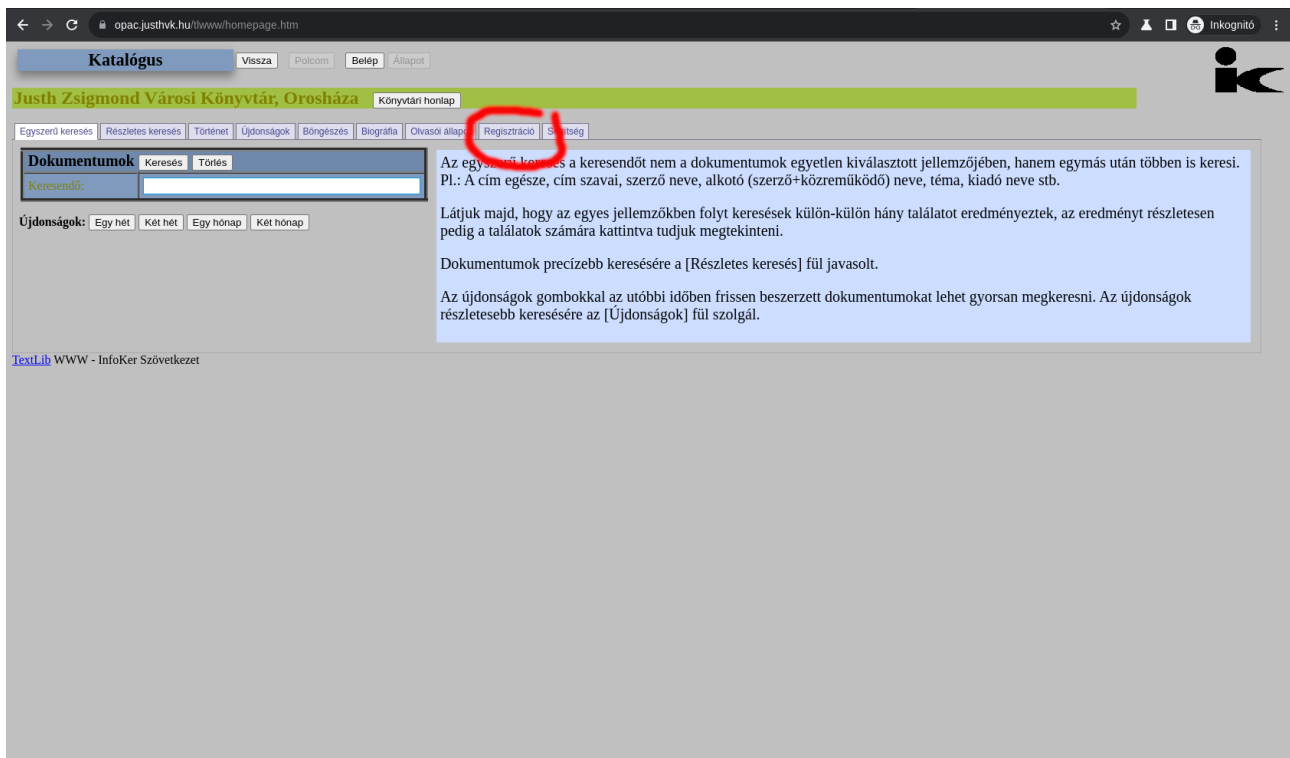 opac.justhvk.hu/tlwww/homepage.htm Inkognitó
Katalógus Vissza Polcom Belép Állapot
Justh Zsigmond Városi Könyvtár, Orosháza Könyvtári honlap
Egyszerű keresés Részletes keresés Történet Újdonságok Böngészés Biográfia Olvasói Regisztráció
Dokumentumok Keresés Törlés
Keresendő:
Újdonságok: Egy hét Két hét Egy hónap Két hónap
Az egyszerű keresés a keresendőt nem a dokumentumok egyetlen kiválasztott jellemzőjében, hanem egymás után többen is keresi.
Pl.: A cím egésze, cím szavai, szerző neve, alkotó (szerző+közreműködő) neve, téma, kiadó neve stb.
Látjuk majd, hogy az egyes jellemzőkben folyt keresések külön-külön hány találatot eredményeztek, az eredményt részletesen
pedig a találatok számára kattintva tudjuk megtekinteni.
Dokumentumok precízebb keresésére a [Részletes keresés] fül javasolt.
Az újdonságok gombokkal az utóbbi időben frissen beszerzett dokumentumokat lehet gyorsan megkeresni. Az újdonságok
részletesebb keresésére az [Újdonságok] fül szolgál.
TextLib WWW - InfoKer Szövetkezet
ic